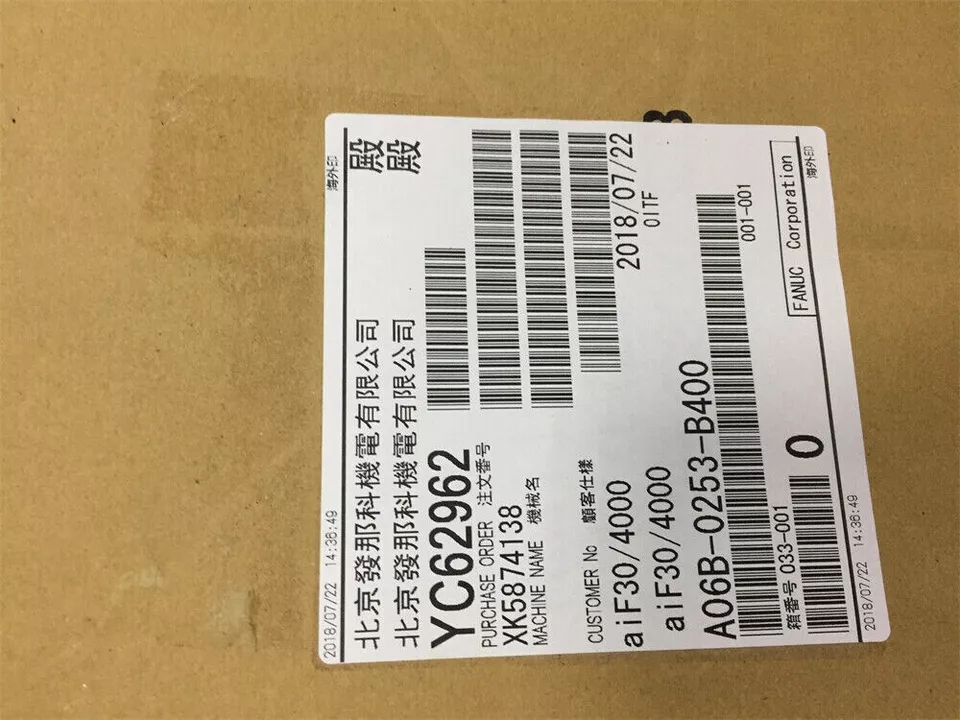 2018/07/22 14:36:49 海外印
北京發那科機電有限公司 殿
北京發那科機電有限公司 殿
YC62962
PURCHASE ORDER 注文番号
XK5874138
MACHINE NAME 機械名
CUSTOMER No 顧客仕様
aiF30/4000 2018/07/22
aiF30/4000 0ITF
A06B-0253-B400
001-001
箱番号 033-001 0 FANUC Corporation
2018/07/22 14:36:49 海外印